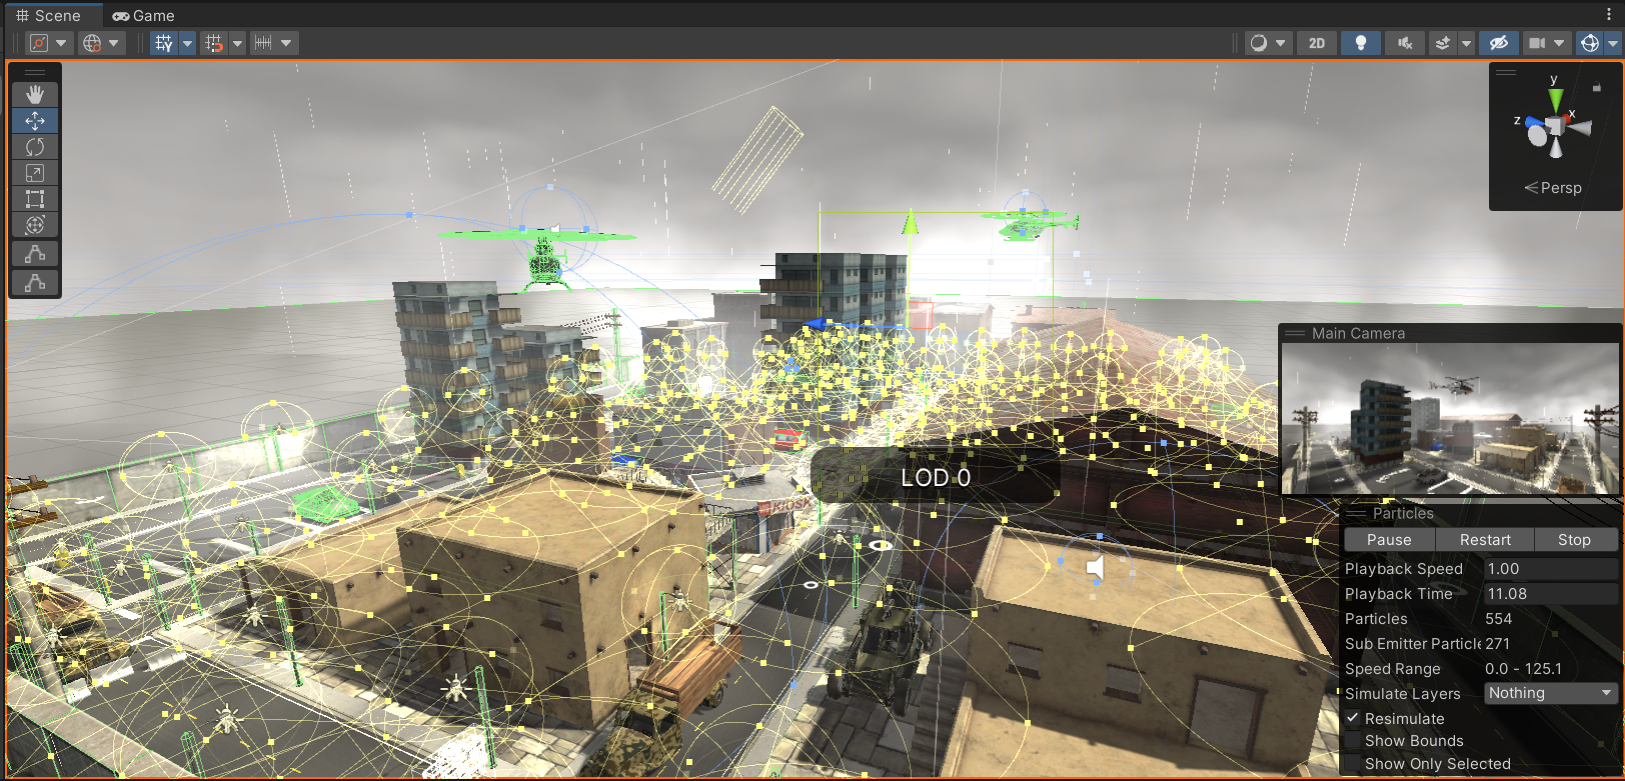 Scene
Game
2D
y
x
z
Persp
Main Camera
LOD 0
KIOSK
Particles
Pause Restart Stop
Playback Speed 1.00
Playback Time 11.08
Particles 554
Sub Emitter Particle 271
Speed Range 0.0 - 125.1
Simulate Layers Nothing
Resimulate
Show Bounds
Show Only Selected